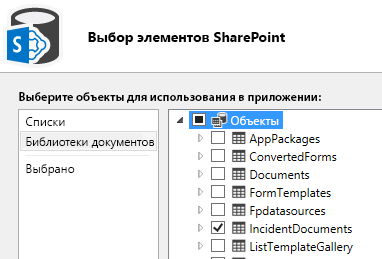 Выбор элементов SharePoint
Выберите объекты для использования в приложении:
Списки
Библиотеки документов
Выбрано
Объекты
AppPackages
ConvertedForms
Documents
FormTemplates
Fpdatasources
IncidentDocuments
ListTemplateGallery